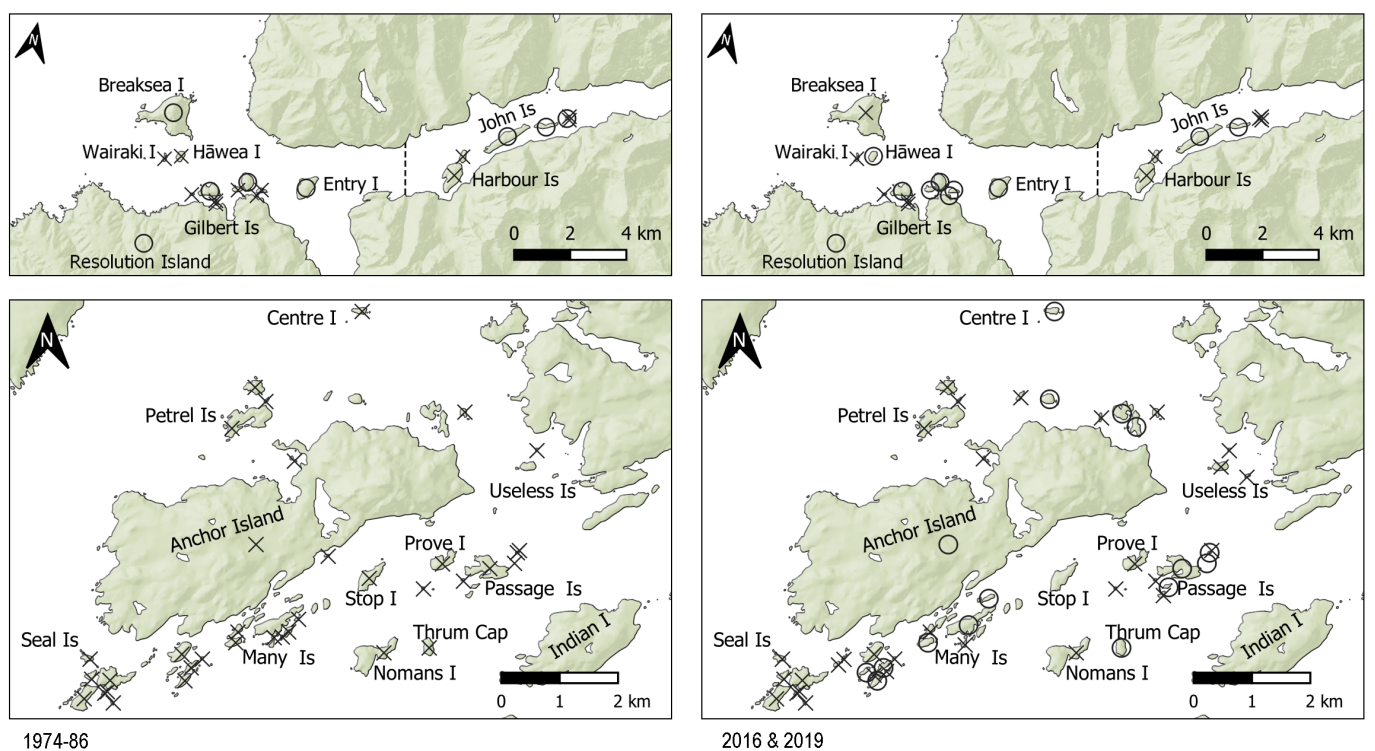 N
Breaksea I
John Is
Wairaki I
Hāwea I
Harbour Is
Entry I
Gilbert Is
0 2 4 km
Resolution Island
N
Breaksea I
John Is
Wairaki I
Hāwea I
Harbour Is
Entry I
Gilbert Is
0 2 4 km
Resolution Island
N
Centre I
Petrel Is
Useless Is
Anchor Island
Prove I
Passage Is
Stop I
Thrum Cap
Indian I
Seal Is
Many Is
Nomans I
0 1 2 km
N
Centre I
Petrel Is
Useless Is
Anchor Island
Prove I
Passage Is
Stop I
Thrum Cap
Indian I
Seal Is
Many Is
Nomans I
0 1 2 km
1974-86
2016 & 2019